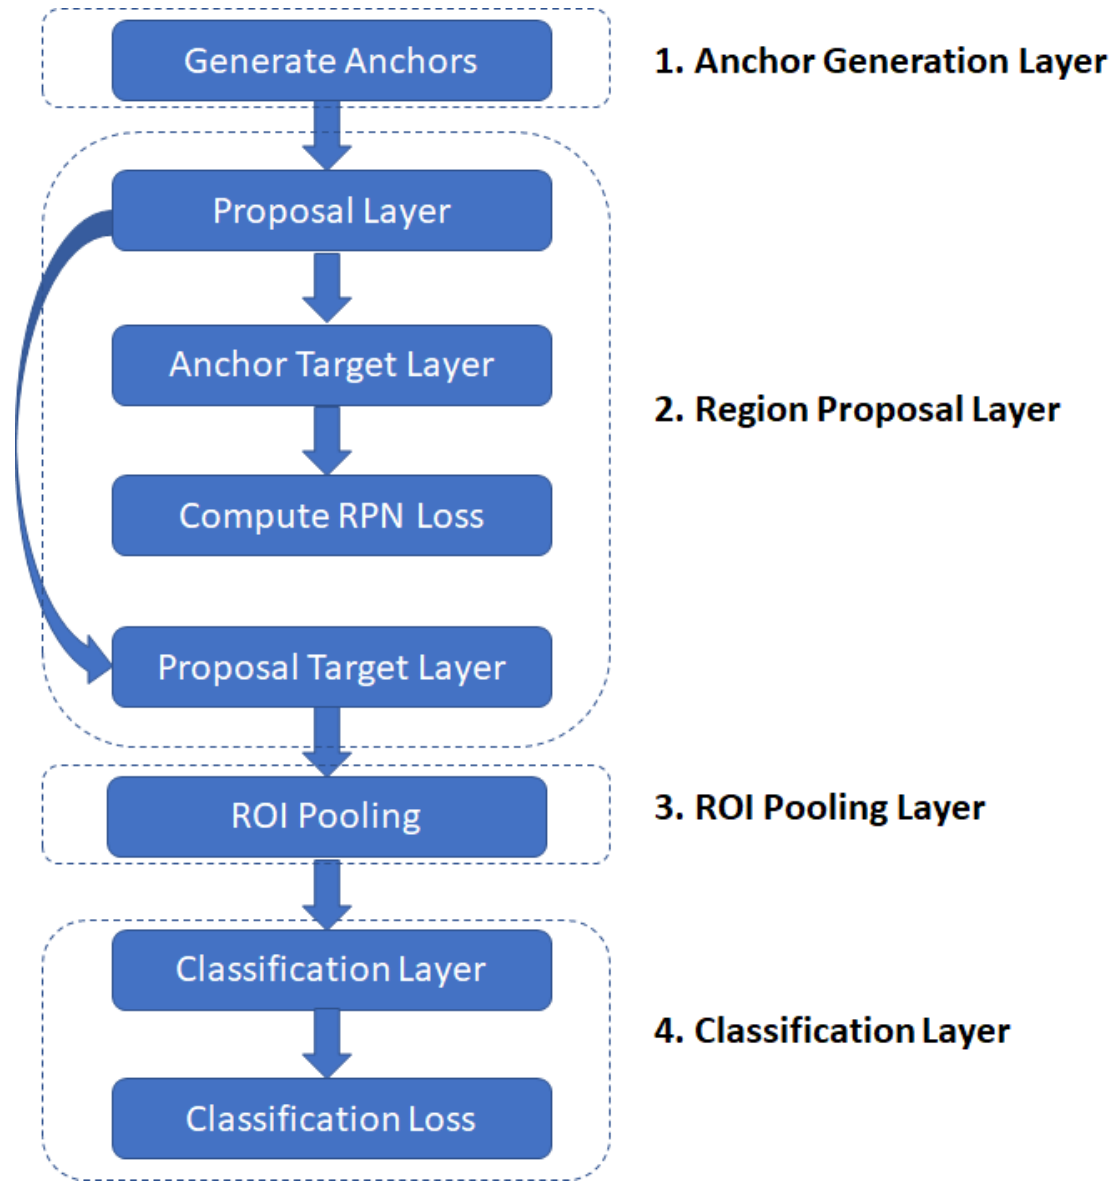 Generate Anchors
1. Anchor Generation Layer
Proposal Layer
Anchor Target Layer
2. Region Proposal Layer
Compute RPN Loss
Proposal Target Layer
ROI Pooling
3. ROI Pooling Layer
Classification Layer
4. Classification Layer
Classification Loss